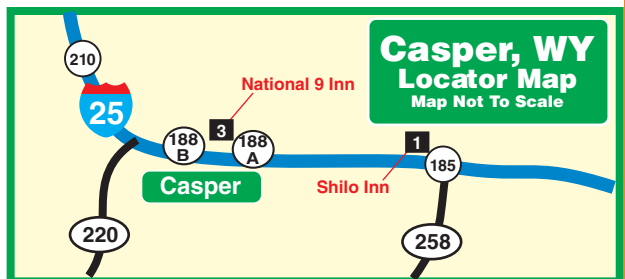 Casper, WY
Locator Map
Map Not To Scale
210
25
National 9 Inn
3
188
B
188
A
1
185
Casper
Shilo Inn
220
258